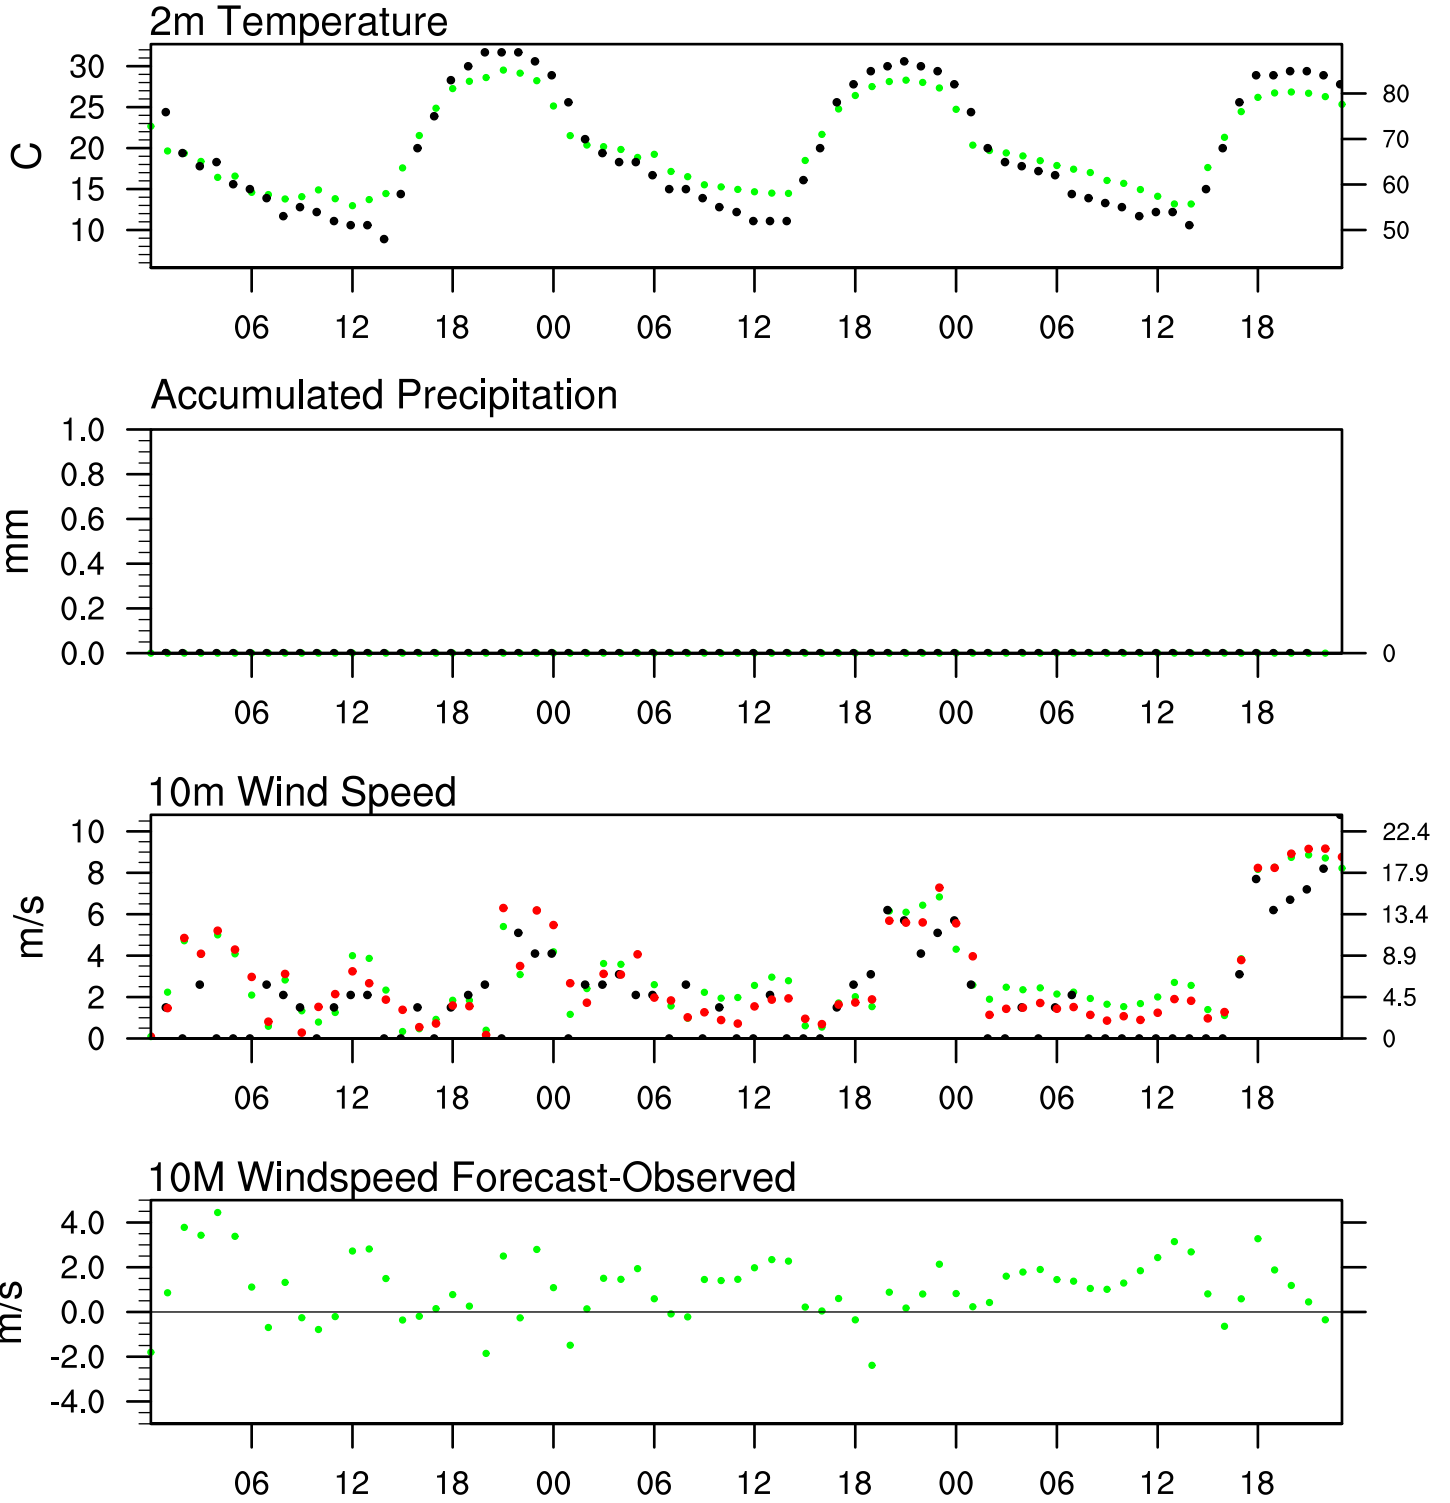 2m Temperature
C
30
25
20
15
10
80
70
60
50
06 12 18 00 06 12 18 00 06 12 18
Accumulated Precipitation
mm
1.0
0.8
0.6
0.4
0.2
0.0
0
06 12 18 00 06 12 18 00 06 12 18
10m Wind Speed
m/s
10
8
6
4
2
0
22.4
17.9
13.4
8.9
4.5
0
06 12 18 00 06 12 18 00 06 12 18
10M Windspeed Forecast-Observed
m/s
4.0
2.0
0.0
-2.0
-4.0
06 12 18 00 06 12 18 00 06 12 18